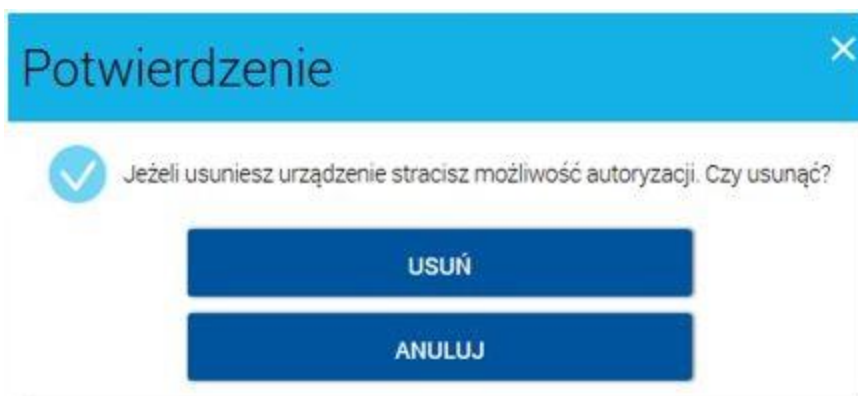 Potwierdzenie
Jeżeli usuniesz urządzenie stracisz możliwość autoryzacji. Czy usunąć?
USUŃ
ANULUJ